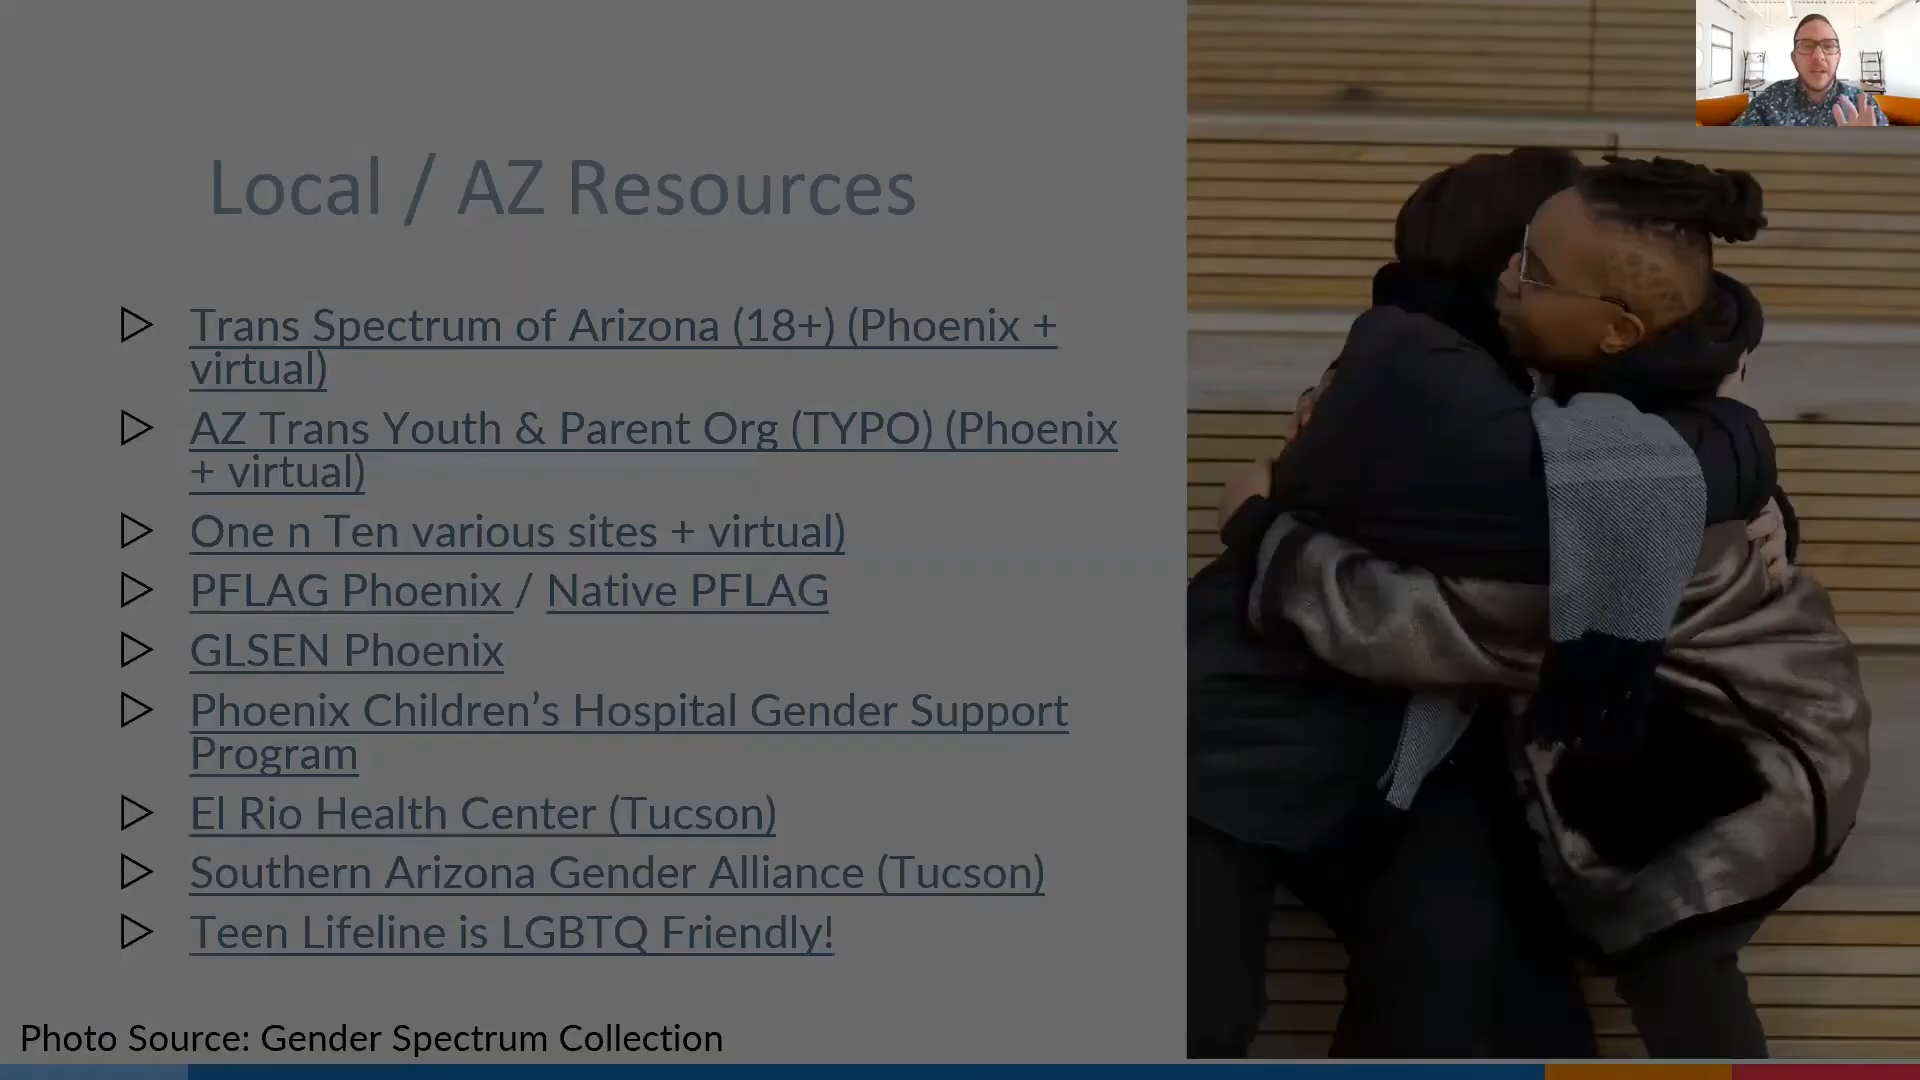 Local / AZ Resources
Trans Spectrum of Arizona (18+) (Phoenix +
virtual)
AZ Trans Youth & Parent Org (TYPO) (Phoenix
+ virtual)
One n Ten various sites + virtual)
PFLAG Phoenix / Native PFLAG
GLSEN Phoenix
Phoenix Children’s Hospital Gender Support
Program
El Rio Health Center (Tucson)
Southern Arizona Gender Alliance (Tucson)
Teen Lifeline is LGBTQ Friendly!
Photo Source: Gender Spectrum Collection